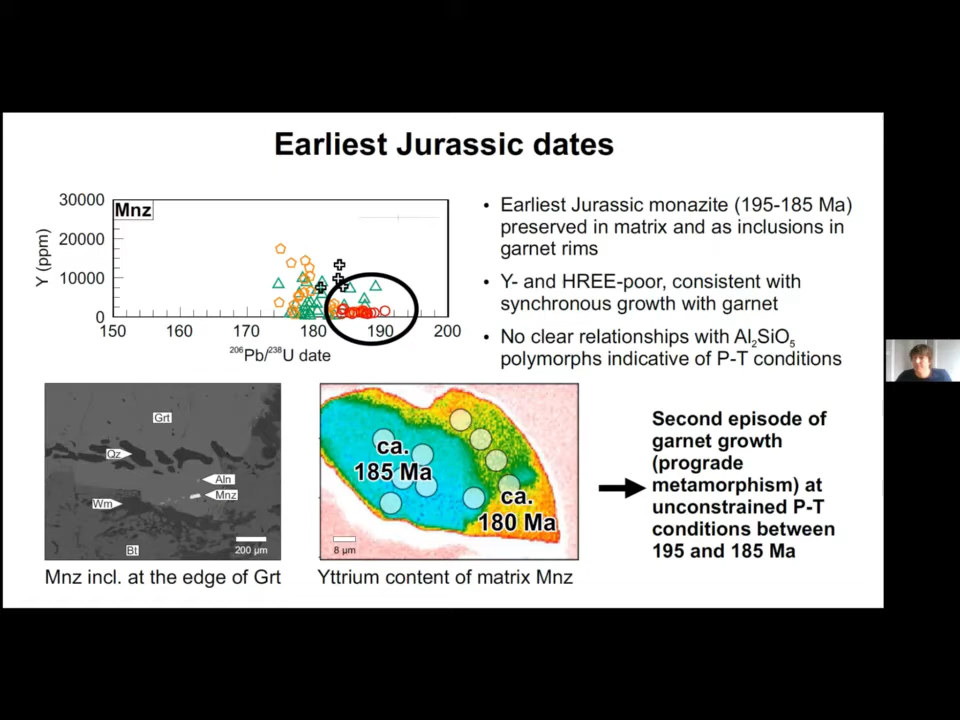 Earliest Jurassic dates
30000
20000
10000
0
Y (ppm)
Mnz
150
160
170
180
190
200
206Pb/238U date
• Earliest Jurassic monazite (195-185 Ma)
preserved in matrix and as inclusions in
garnet rims
• Y- and HREE-poor, consistent with
synchronous growth with garnet
• No clear relationships with Al2SiO5
polymorphs indicative of P-T conditions
Grt
Qz
Aln
Mnz
Wm
Bt
200 µm
Mnz incl. at the edge of Grt
ca.
185 Ma
ca.
180 Ma
8 µm
Yttrium content of matrix Mnz
Second episode of
garnet growth
(prograde
metamorphism) at
unconstrained P-T
conditions between
195 and 185 Ma